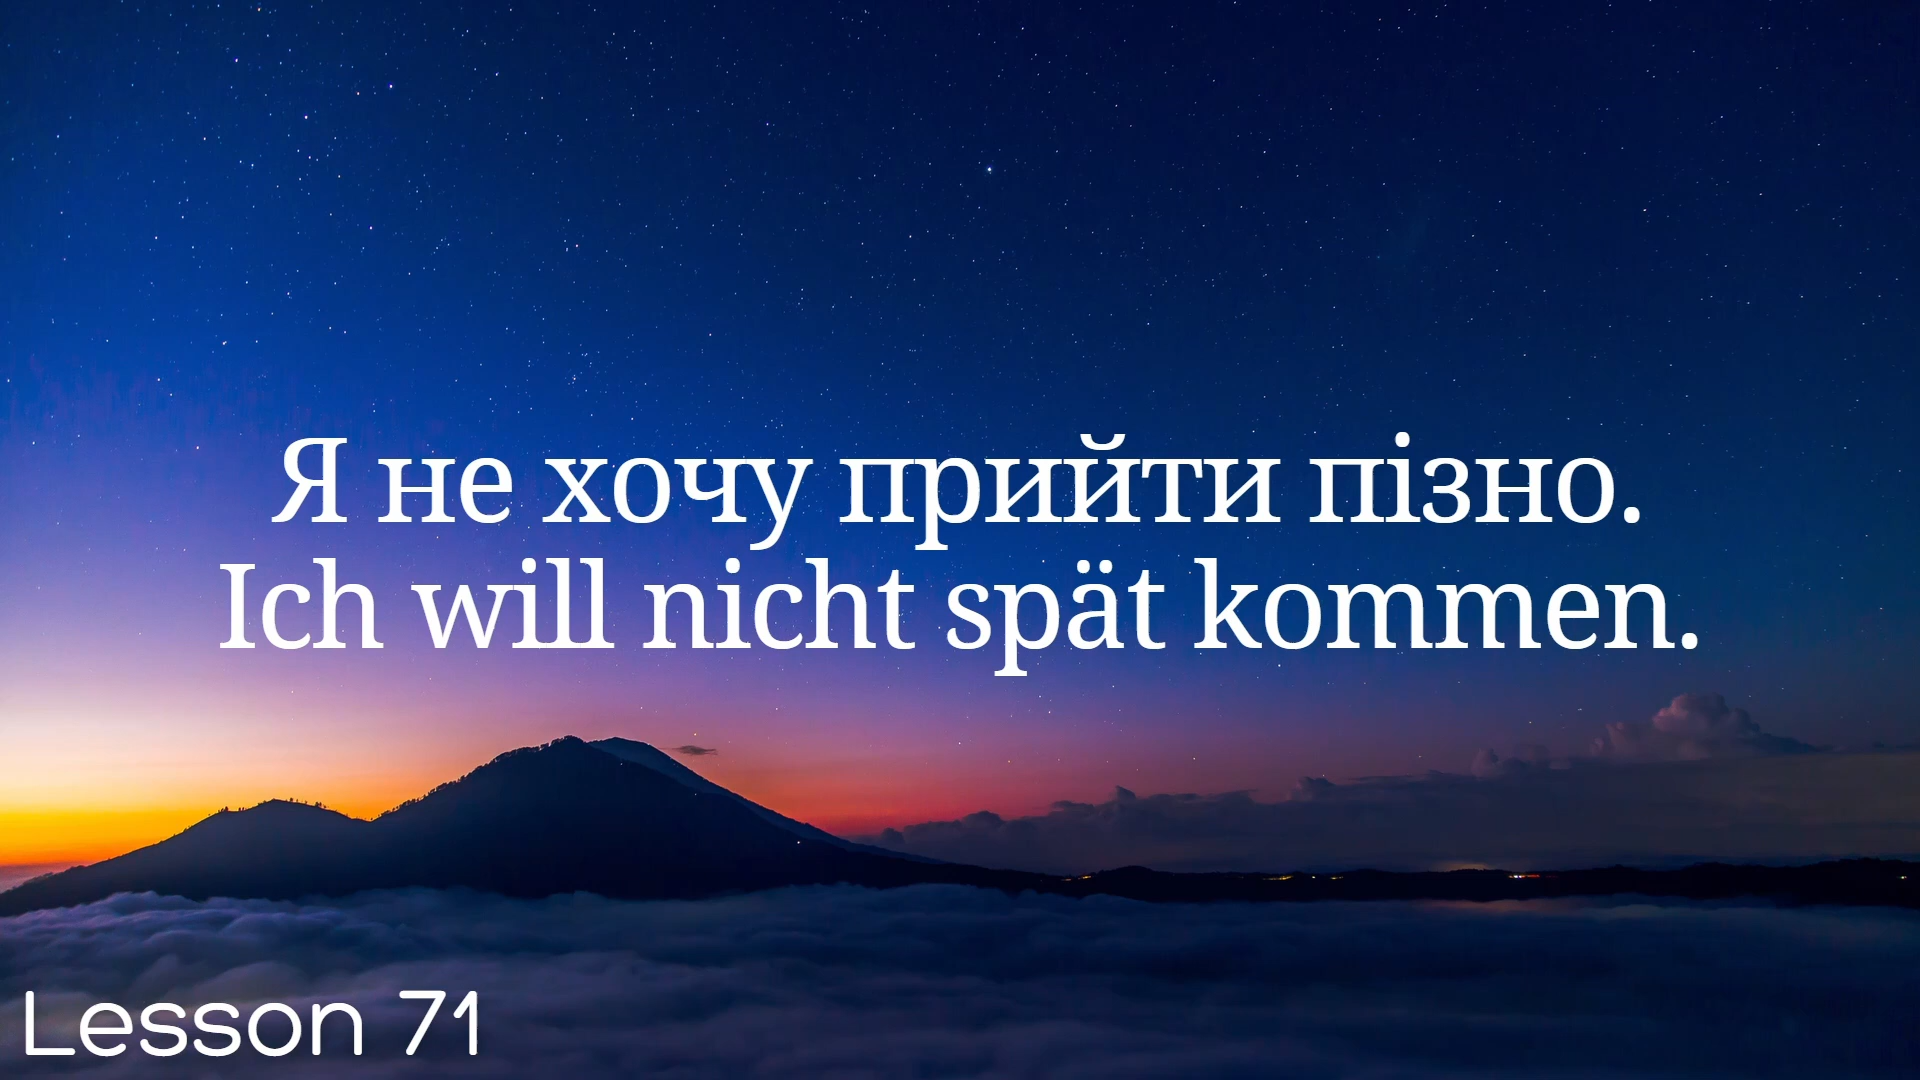 Я не хочу прийти пізно.
Ich will nicht spät kommen.
Lesson 71